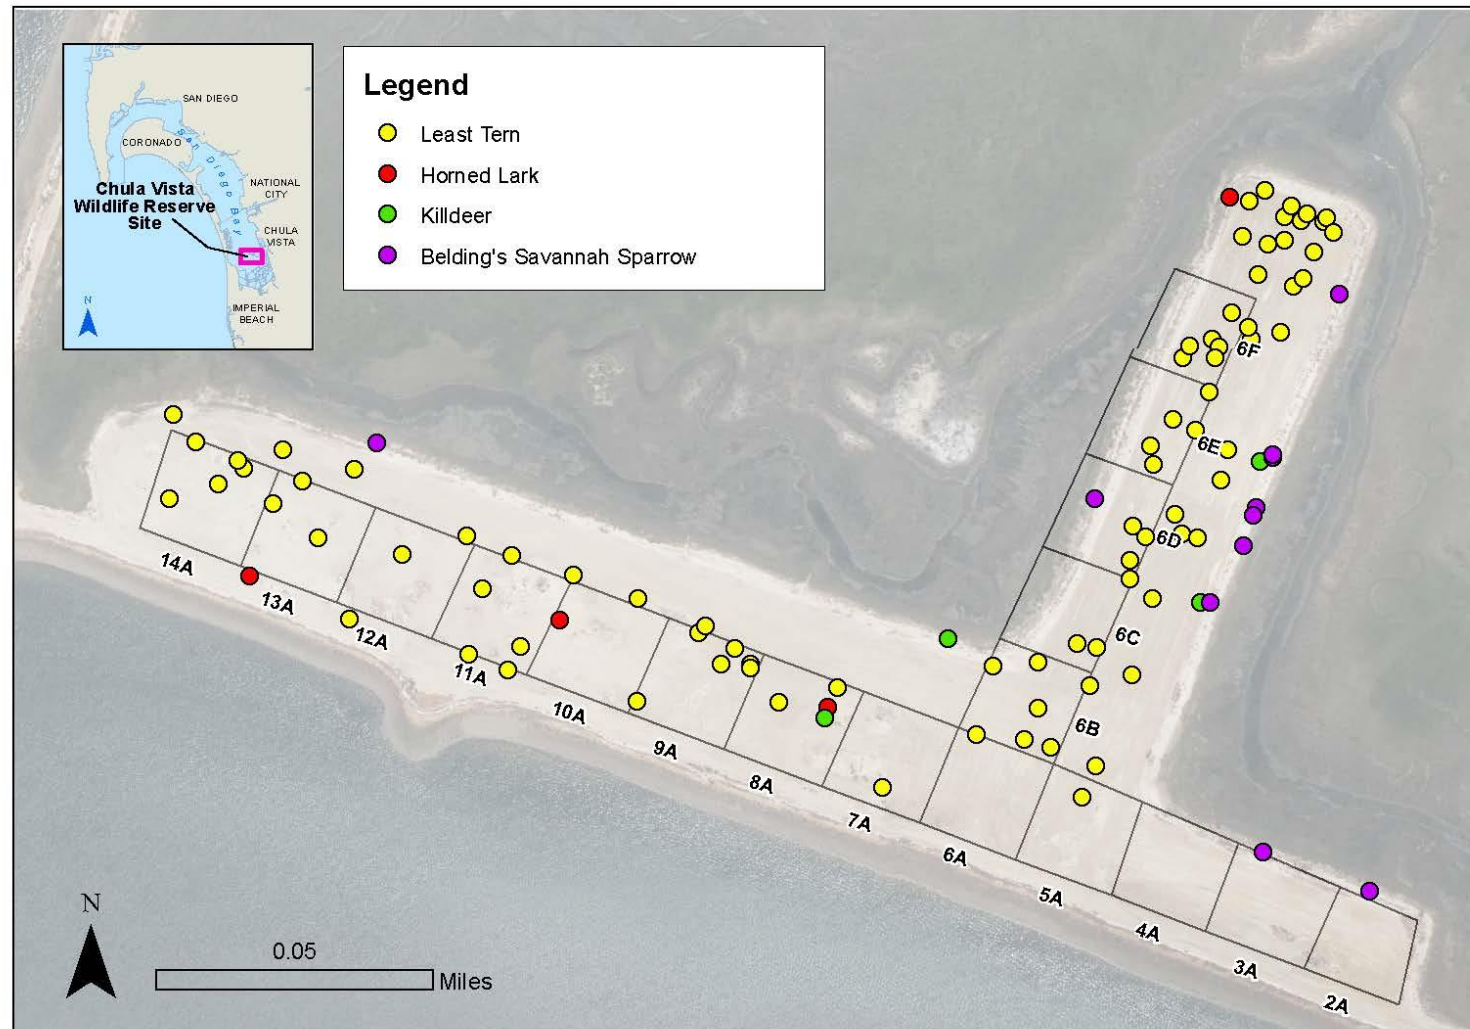 SAN DIEGO
CORONADO
San Diego Bay
NATIONAL
CITY
Chula Vista
Wildlife Reserve
Site
CHULA
VISTA
IMPERIAL
BEACH
N
Legend
Least Tern
Horned Lark
Killdeer
Belding's Savannah Sparrow
6F
6E
6D
6C
6B
14A
13A
12A
11A
10A
9A
8A
7A
6A
5A
4A
3A
2A
N
0.05
Miles